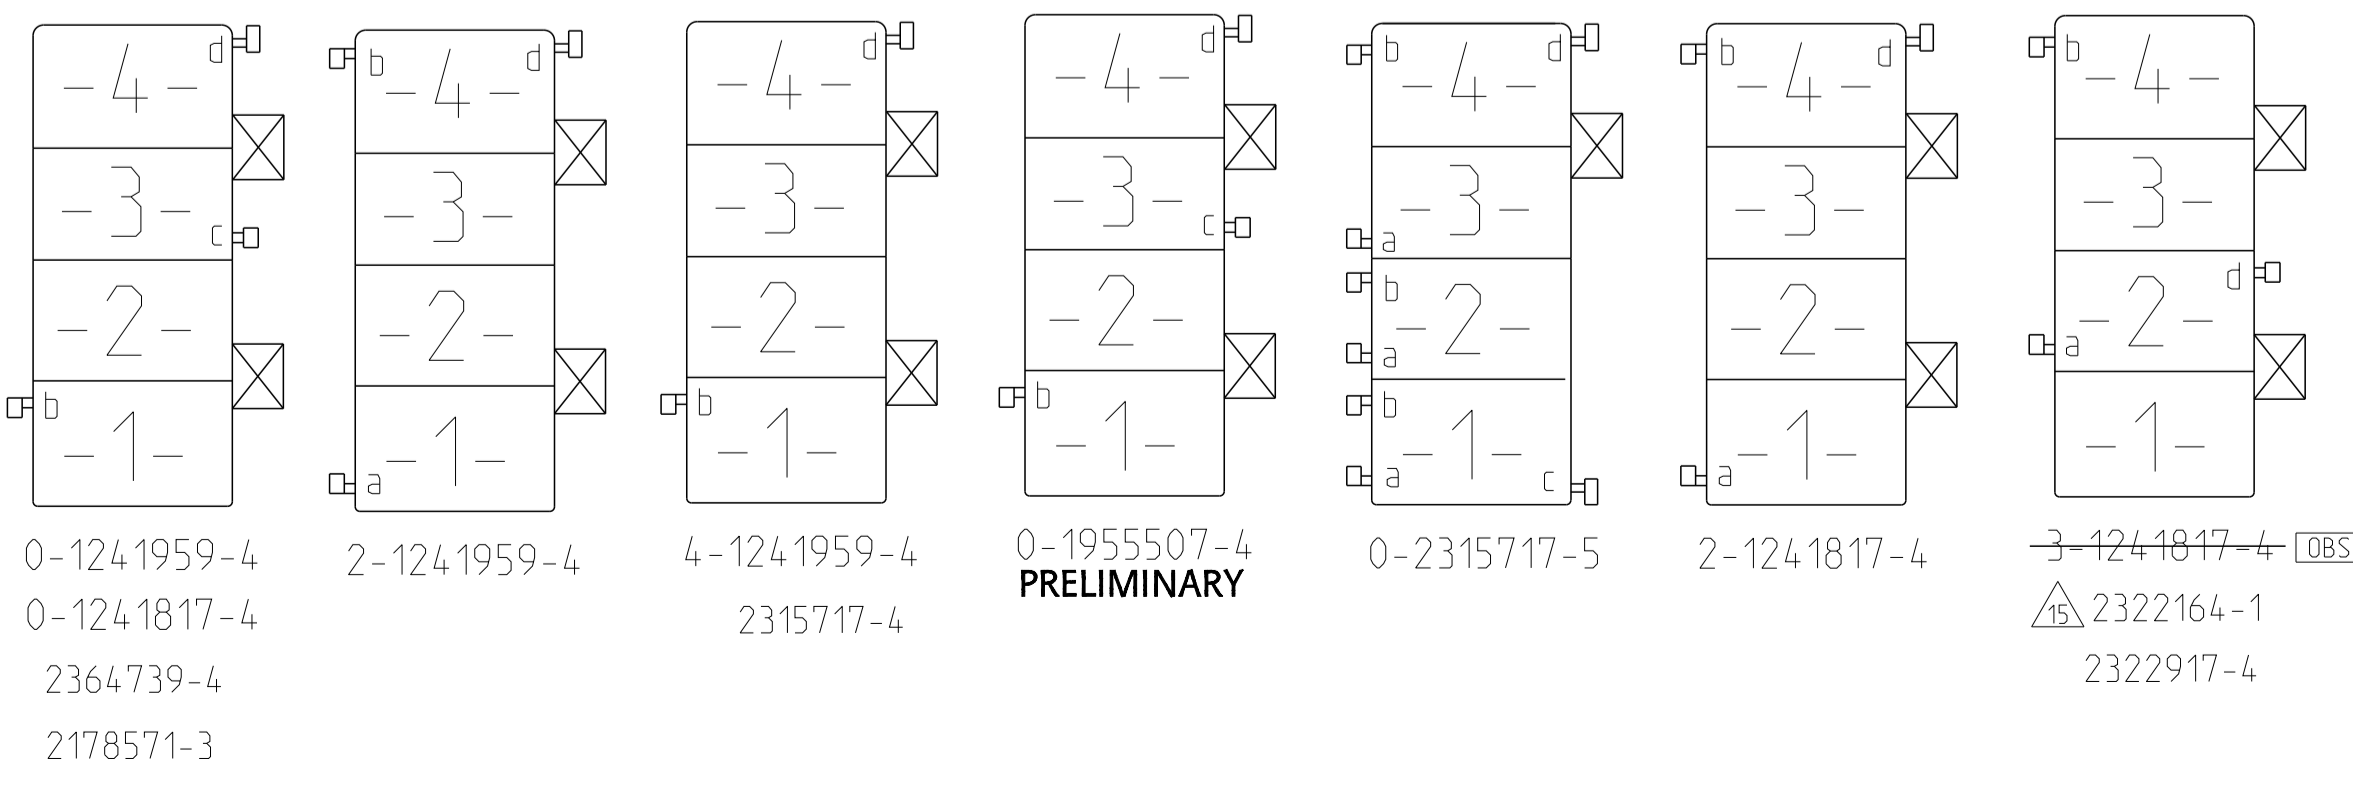 -4-
d
-3-
c
-2-
b
-1-
0-1241959-4
0-1241817-4
2364739-4
2178571-3
b
-4-
d
-3-
-2-
-1-
a
2-1241959-4
-4-
d
-3-
-2-
b
-1-
4-1241959-4
2315717-4
-4-
d
-3-
c
-2-
b
-1-
0-1955507-4
PRELIMINARY
b
-4-
d
-3-
a
b
-2-
a
b
-1-
a
c
0-2315717-5
b
-4-
d
-3-
-2-
-1-
a
2-1241817-4
b
-4-
-3-
d
-2-
a
-1-
3-1241817-4 OBS
15 2322164-1
2322917-4